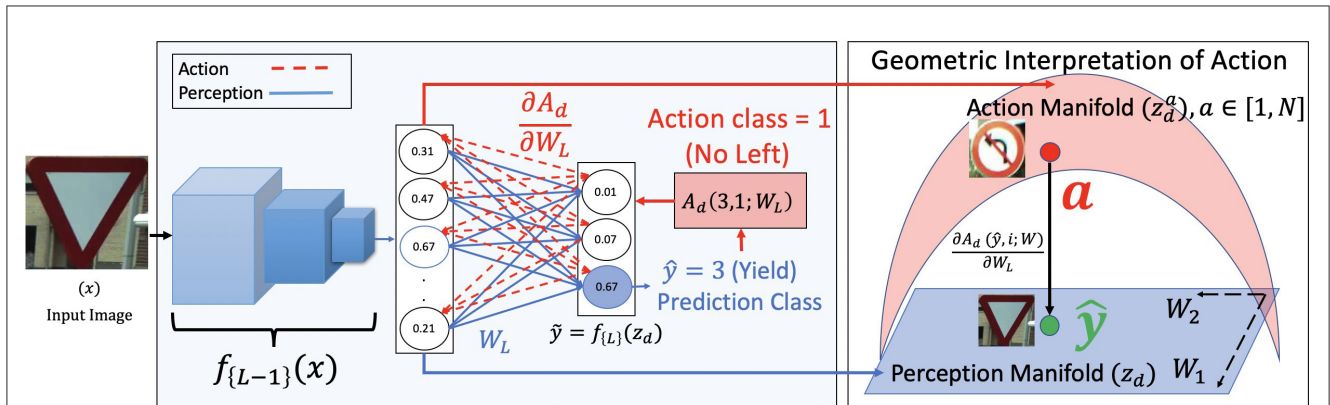 Action
Perception
(x)
Input Image
f_{L−1}(x)
0.31
0.47
0.67
.
.
0.21
∂A_d
∂W_L
W_L
0.01
0.07
0.67
ỹ = f_{L}(z_d)
Action class = 1
(No Left)
A_d(3,1; W_L)
ŷ = 3 (Yield)
Prediction Class
Geometric Interpretation of Action
Action Manifold (z_d^a), a ∈ [1, N]
a
∂A_d (ŷ, i; W)
∂W_L
ŷ
W_2
W_1
Perception Manifold (z_d)